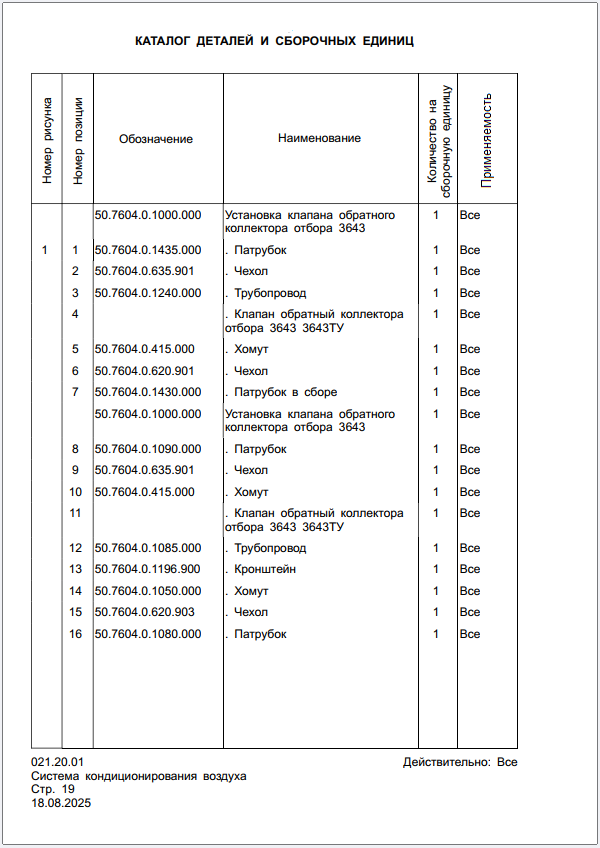 КАТАЛОГ ДЕТАЛЕЙ И СБОРОЧНЫХ ЕДИНИЦ
Номер рисунка
Номер позиции
Обозначение
Наименование
Количество на
сборочную единицу
Применяемость
50.7604.0.1000.000 Установка клапана обратного 1 Все
коллектора отбора 3643
1 1 50.7604.0.1435.000 . Патрубок 1 Все
2 50.7604.0.635.901 . Чехол 1 Все
3 50.7604.0.1240.000 . Трубопровод 1 Все
4 . Клапан обратный коллектора 1 Все
отбора 3643 3643ТУ
5 50.7604.0.415.000 . Хомут 1 Все
6 50.7604.0.620.901 . Чехол 1 Все
7 50.7604.0.1430.000 . Патрубок в сборе 1 Все
50.7604.0.1000.000 Установка клапана обратного 1 Все
коллектора отбора 3643
8 50.7604.0.1090.000 . Патрубок 1 Все
9 50.7604.0.635.901 . Чехол 1 Все
10 50.7604.0.415.000 . Хомут 1 Все
11 . Клапан обратный коллектора 1 Все
отбора 3643 3643ТУ
12 50.7604.0.1085.000 . Трубопровод 1 Все
13 50.7604.0.1196.900 . Кронштейн 1 Все
14 50.7604.0.1050.000 . Хомут 1 Все
15 50.7604.0.620.903 . Чехол 1 Все
16 50.7604.0.1080.000 . Патрубок 1 Все
021.20.01 Действительно: Все
Система кондиционирования воздуха
Стр. 19
18.08.2025